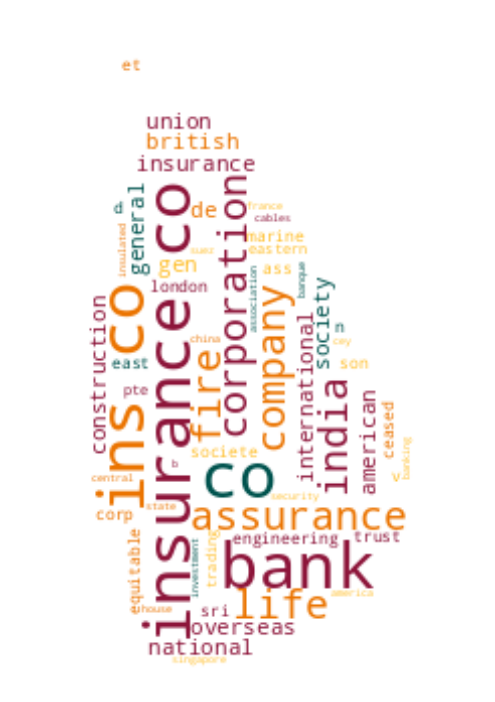 et
union
british
insurance
insurance co
corporation
de
d
general
insulated
france
cables
marine
eastern
suez
gen
ass
association
banque
london
society
n
ins co
company
international
construction
china
cey
fire
east
son
pte
india
american
ceased
societe
banking
b
co
central
v
security
state
corp
assurance
equitable
engineering
trust
trading
investment
bank
life
america
house
sri
overseas
national
singapore